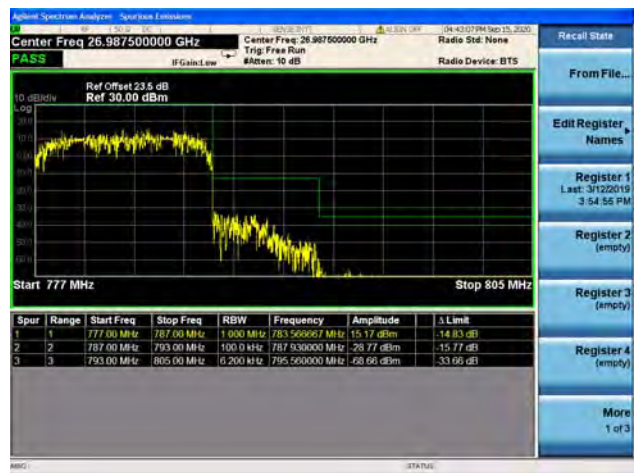 Agilent Spectrum Analyzer Spurious Emissions
RF 50 Ω DC SENSE:INT ALIGN OFF 04:43:07 PM Sep 15, 2020
Center Freq 26.987500000 GHz
Center Freq: 26.987500000 GHz
Radio Std: None
Trig: Free Run
PASS
IFGain:Low
#Atten: 10 dB
Radio Device: BTS
Ref Offset 23.5 dB
10 dB/div Ref 30.00 dBm
Log
Start 777 MHz Stop 805 MHz
Spur Range Start Freq Stop Freq RBW Frequency Amplitude Δ Limit
1 1 777.00 MHz 787.00 MHz 1.000 MHz 783.566667 MHz 15.17 dBm -14.83 dB
2 2 787.00 MHz 793.00 MHz 100.0 kHz 787.930000 MHz -28.77 dBm -15.77 dB
3 3 793.00 MHz 805.00 MHz 6.200 kHz 795.560000 MHz -68.66 dBm -33.66 dB
MSG STATUS
Recall State
From File...
Edit Register
Names
Register 1
Last: 3/12/2019
3:54:55 PM
Register 2
(empty)
Register 3
(empty)
Register 4
(empty)
More
1 of 3